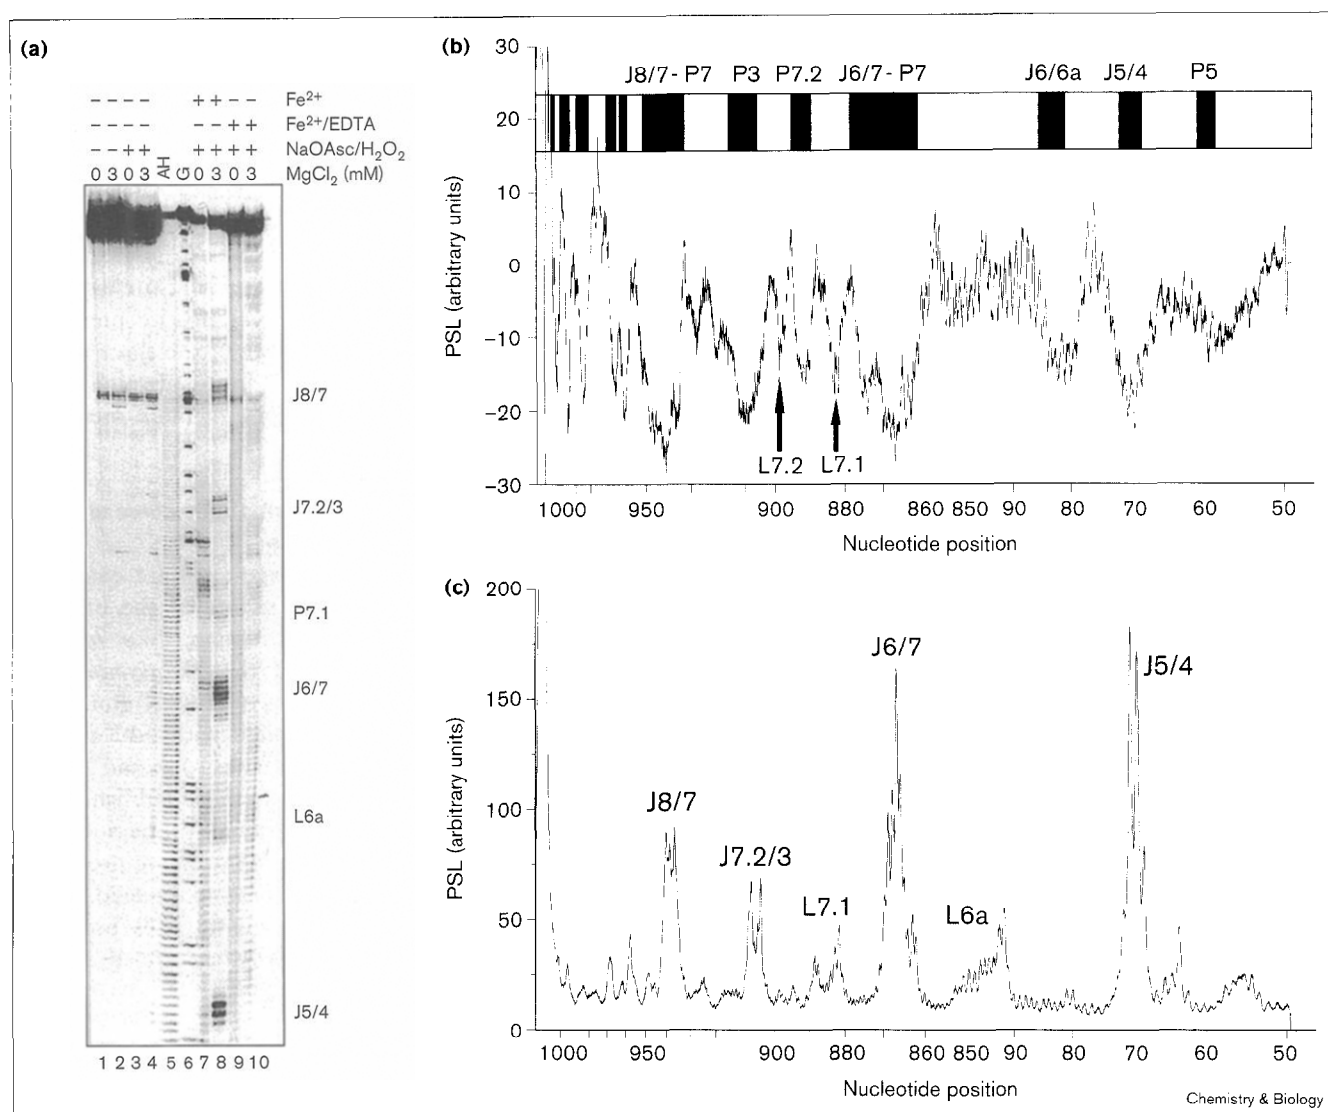 (a)
− − − − + + − − Fe²⁺
− − − − − − + + Fe²⁺/EDTA
− − + + + + + + NaOAsc/H₂O₂
0 3 0 3 AH G 0 3 0 3 MgCl₂ (mM)
J8/7
J7.2/3
P7.1
J6/7
L6a
J5/4
1 2 3 4 5 6 7 8 9 10
(b)
J8/7 - P7 P3 P7.2 J6/7 - P7 J6/6a J5/4 P5
30
20
10
0
−10
−20
−30
PSL (arbitrary units)
L7.2 L7.1
1000 950 900 880 860 850 90 80 70 60 50
Nucleotide position
(c)
200
150
100
50
0
PSL (arbitrary units)
J8/7
J7.2/3
L7.1
J6/7
L6a
J5/4
1000 950 900 880 860 850 90 80 70 60 50
Nucleotide position
Chemistry & Biology